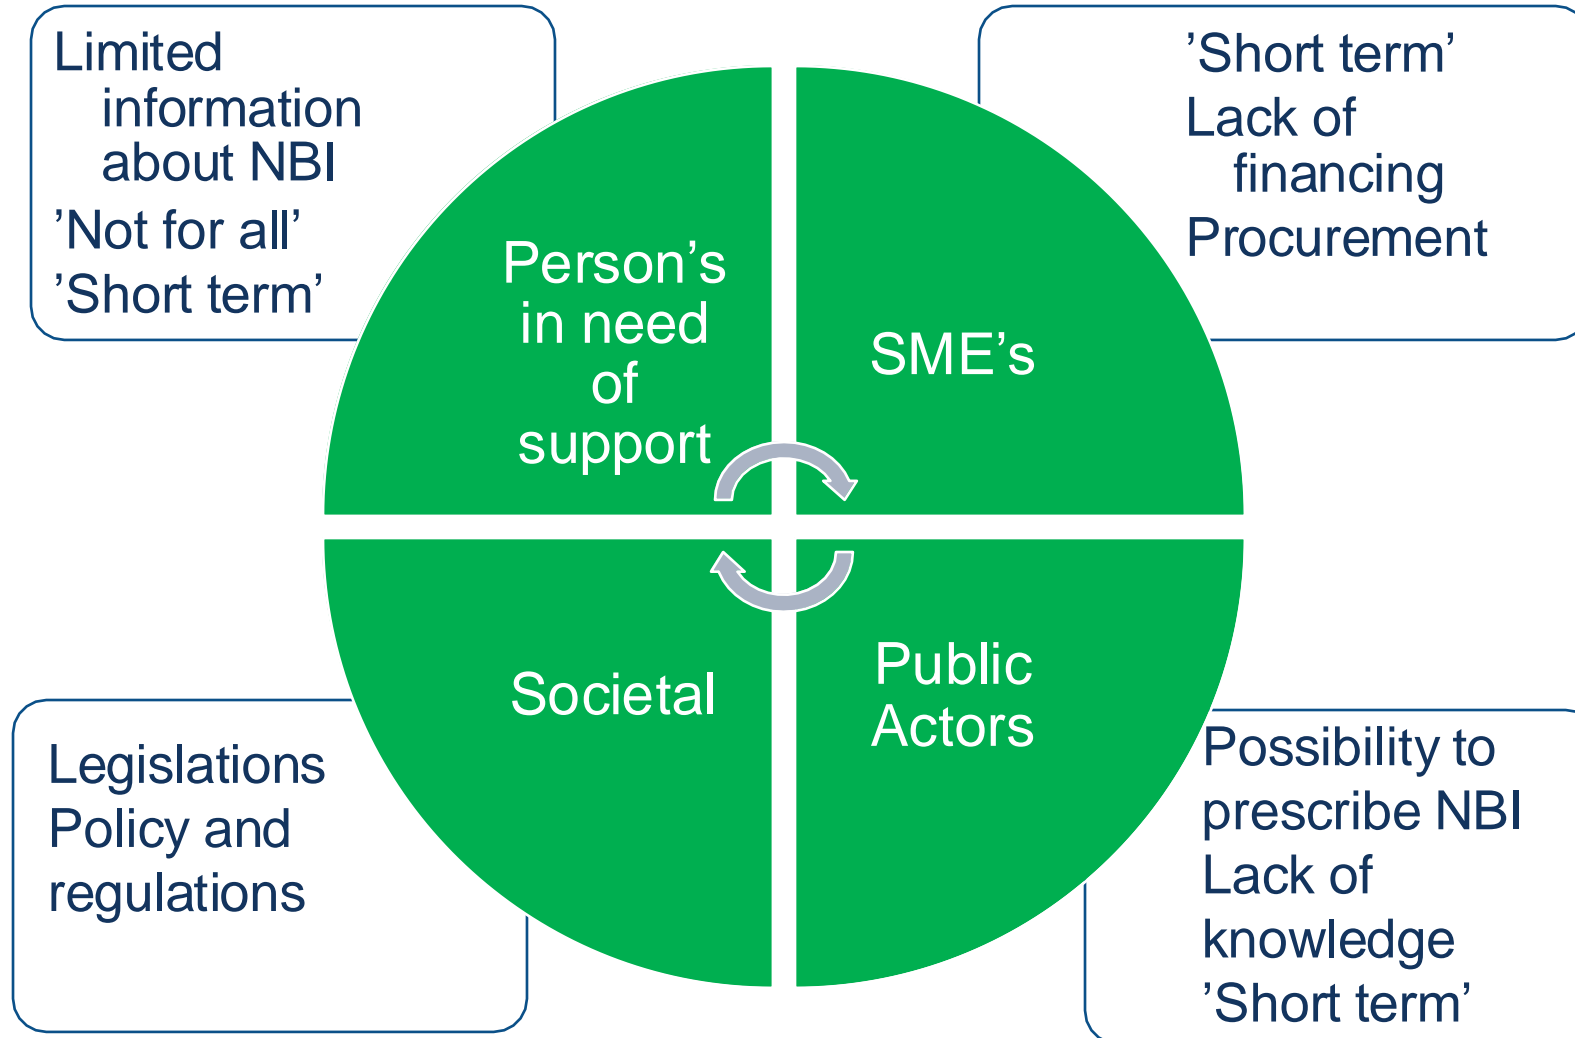 Limited
information
about NBI
’Not for all’
’Short term’
’Short term’
Lack of
financing
Procurement
Person’s
in need
of
support
SME’s
Societal
Public
Actors
Legislations
Policy and
regulations
Possibility to
prescribe NBI
Lack of
knowledge
’Short term’